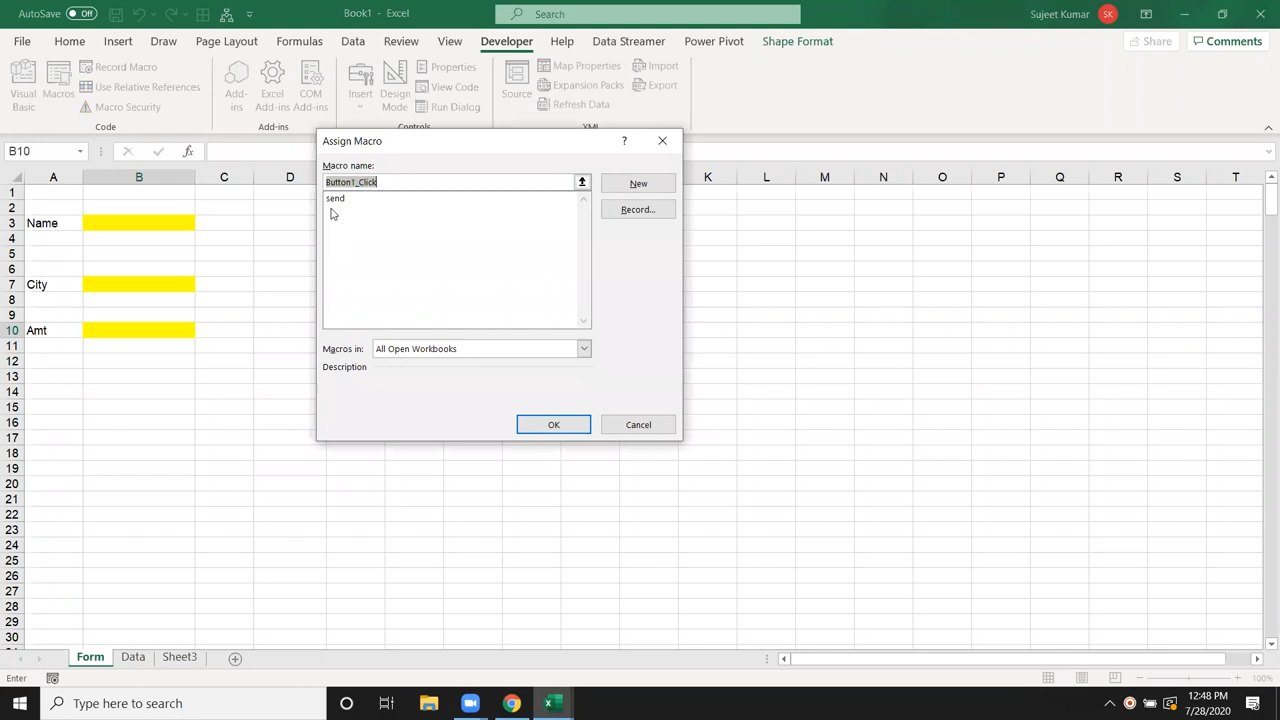 AutoSave Off Book1 - Excel Search Sujeet Kumar SK
File Home Insert Draw Page Layout Formulas Data Review View Developer Help Data Streamer Power Pivot Shape Format Share Comments
Visual Basic
Macros
Record Macro
Use Relative References
Macro Security
Code
Add-ins
Excel Add-ins
COM Add-ins
Add-ins
Insert
Design Mode
Properties
View Code
Run Dialog
Controls
Source
Map Properties
Expansion Packs
Refresh Data
Import
Export
XML
B10 fx
A B C D K L M N O P Q R S T
1
2
3 Name
4
5
6
7 City
8
9
10 Amt
11
12
13
14
15
16
17
18
19
20
21
22
23
24
25
26
27
28
29
30
Assign Macro ?
Macro name:
Button1_Click
send
New
Record...
Macros in: All Open Workbooks
Description
OK Cancel
Form Data Sheet3
Enter 100%
Type here to search
12:48 PM
7/28/2020